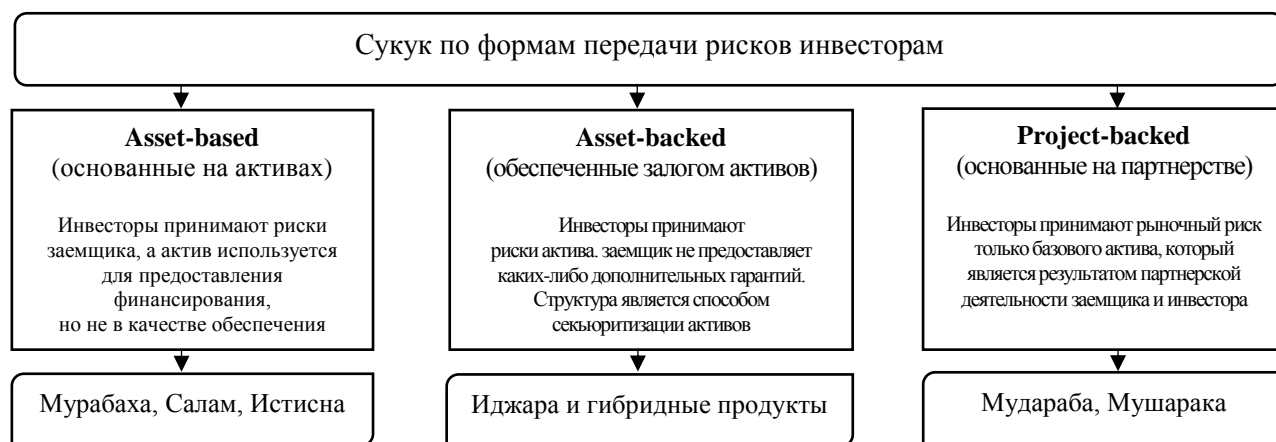 Сукук по формам передачи рисков инвесторам
Asset-based
(основанные на активах)
Инвесторы принимают риски
заемщика, а актив используется
для предоставления
финансирования,
но не в качестве обеспечения
Asset-backed
(обеспеченные залогом активов)
Инвесторы принимают
риски актива. заемщик не предоставляет
каких-либо дополнительных гарантий.
Структура является способом
секьюритизации активов
Project-backed
(основанные на партнерстве)
Инвесторы принимают рыночный риск
только базового актива, который
является результатом партнерской
деятельности заемщика и инвестора
Мурабаха, Салам, Истисна
Иджара и гибридные продукты
Мудараба, Мушарака